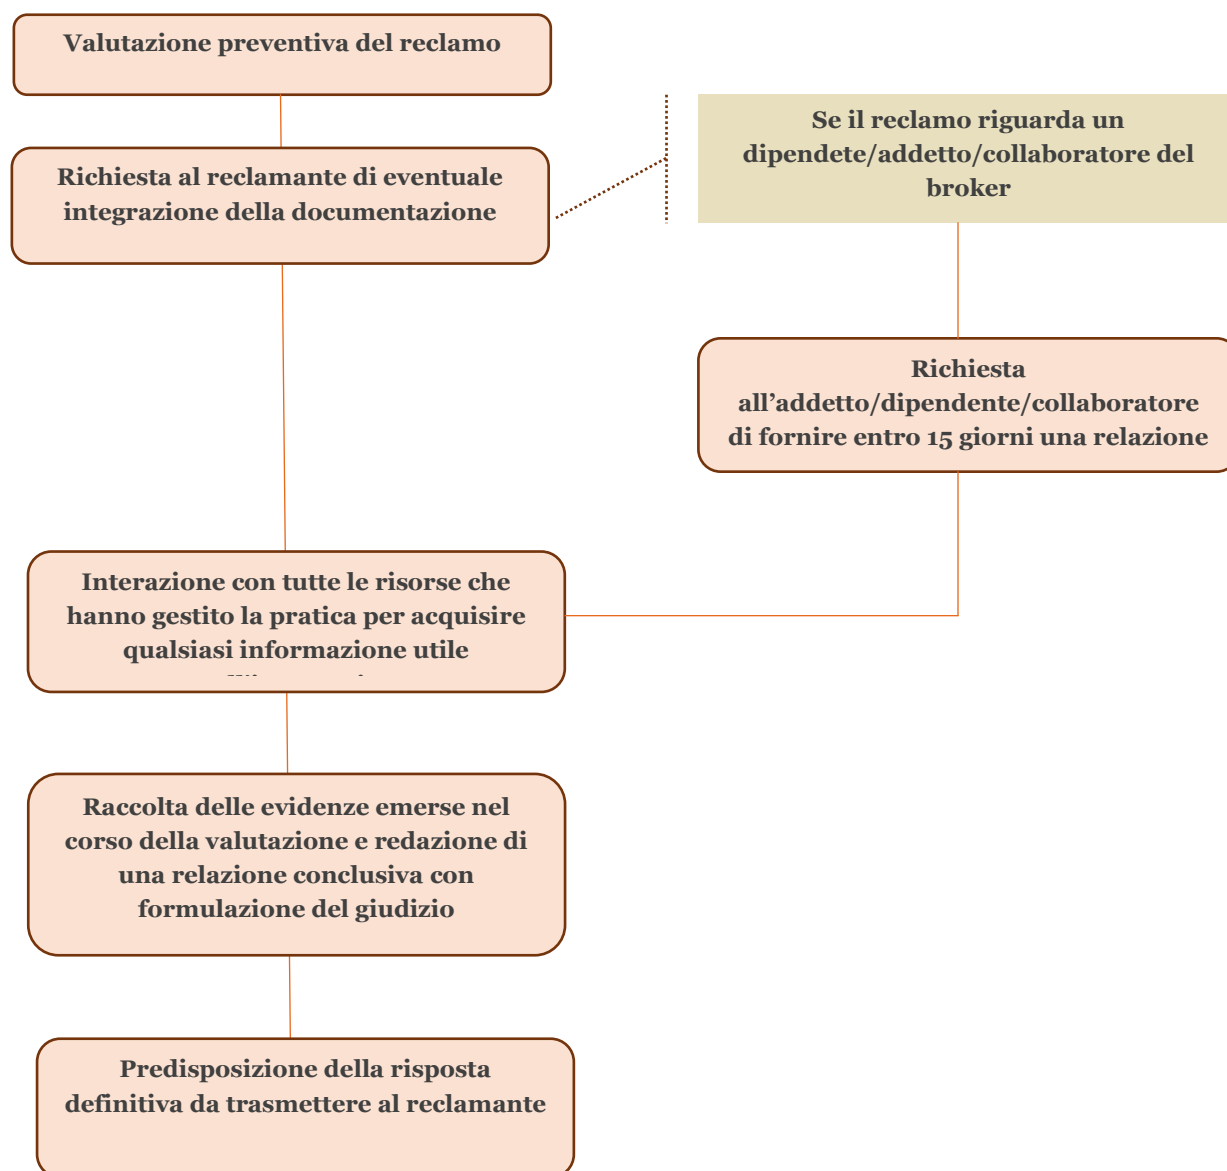 Valutazione preventiva del reclamo
Richiesta al reclamante di eventuale
integrazione della documentazione
Se il reclamo riguarda un
dipendete/addetto/collaboratore del
broker
Richiesta
all’addetto/dipendente/collaboratore
di fornire entro 15 giorni una relazione
Interazione con tutte le risorse che
hanno gestito la pratica per acquisire
qualsiasi informazione utile
Raccolta delle evidenze emerse nel
corso della valutazione e redazione di
una relazione conclusiva con
formulazione del giudizio
Predisposizione della risposta
definitiva da trasmettere al reclamante